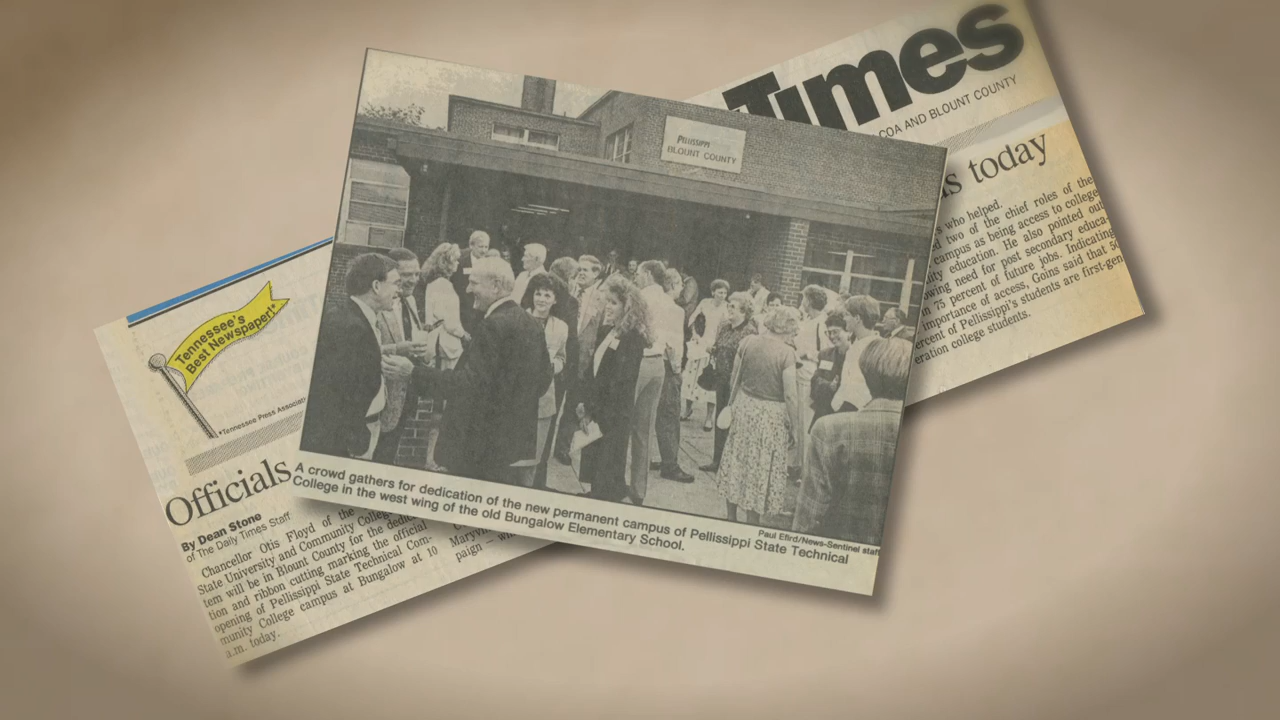 Times
COA AND BLOUNT COUNTY
s today
who helped.
two of the chief roles of the
campus as being access to college
education. He also pointed out
need for post secondary educa-
in 75 percent of future jobs. Indicating
importance of access, Goins said that
ercent of Pellissippi's students are first-gen-
eration college students.
PELLISSIPPI
BLOUNT COUNTY
Tennessee's
Best Newspaper!*
*Tennessee Press Associat
Officials
By Dean Stone
of The Daily Times Staff
Chancellor Otis Floyd of the
State University and Community College
tem will be in Blount County for the dedica
tion and ribbon cutting marking the official
opening of Pellissippi State Technical Com-
munity College campus at Bungalow at 10
a.m. today.
Maryv
paign — w
A crowd gathers for dedication of the new permanent campus of Pellissippi State Technical
College in the west wing of the old Bungalow Elementary School.
Paul Efird/News-Sentinel staff